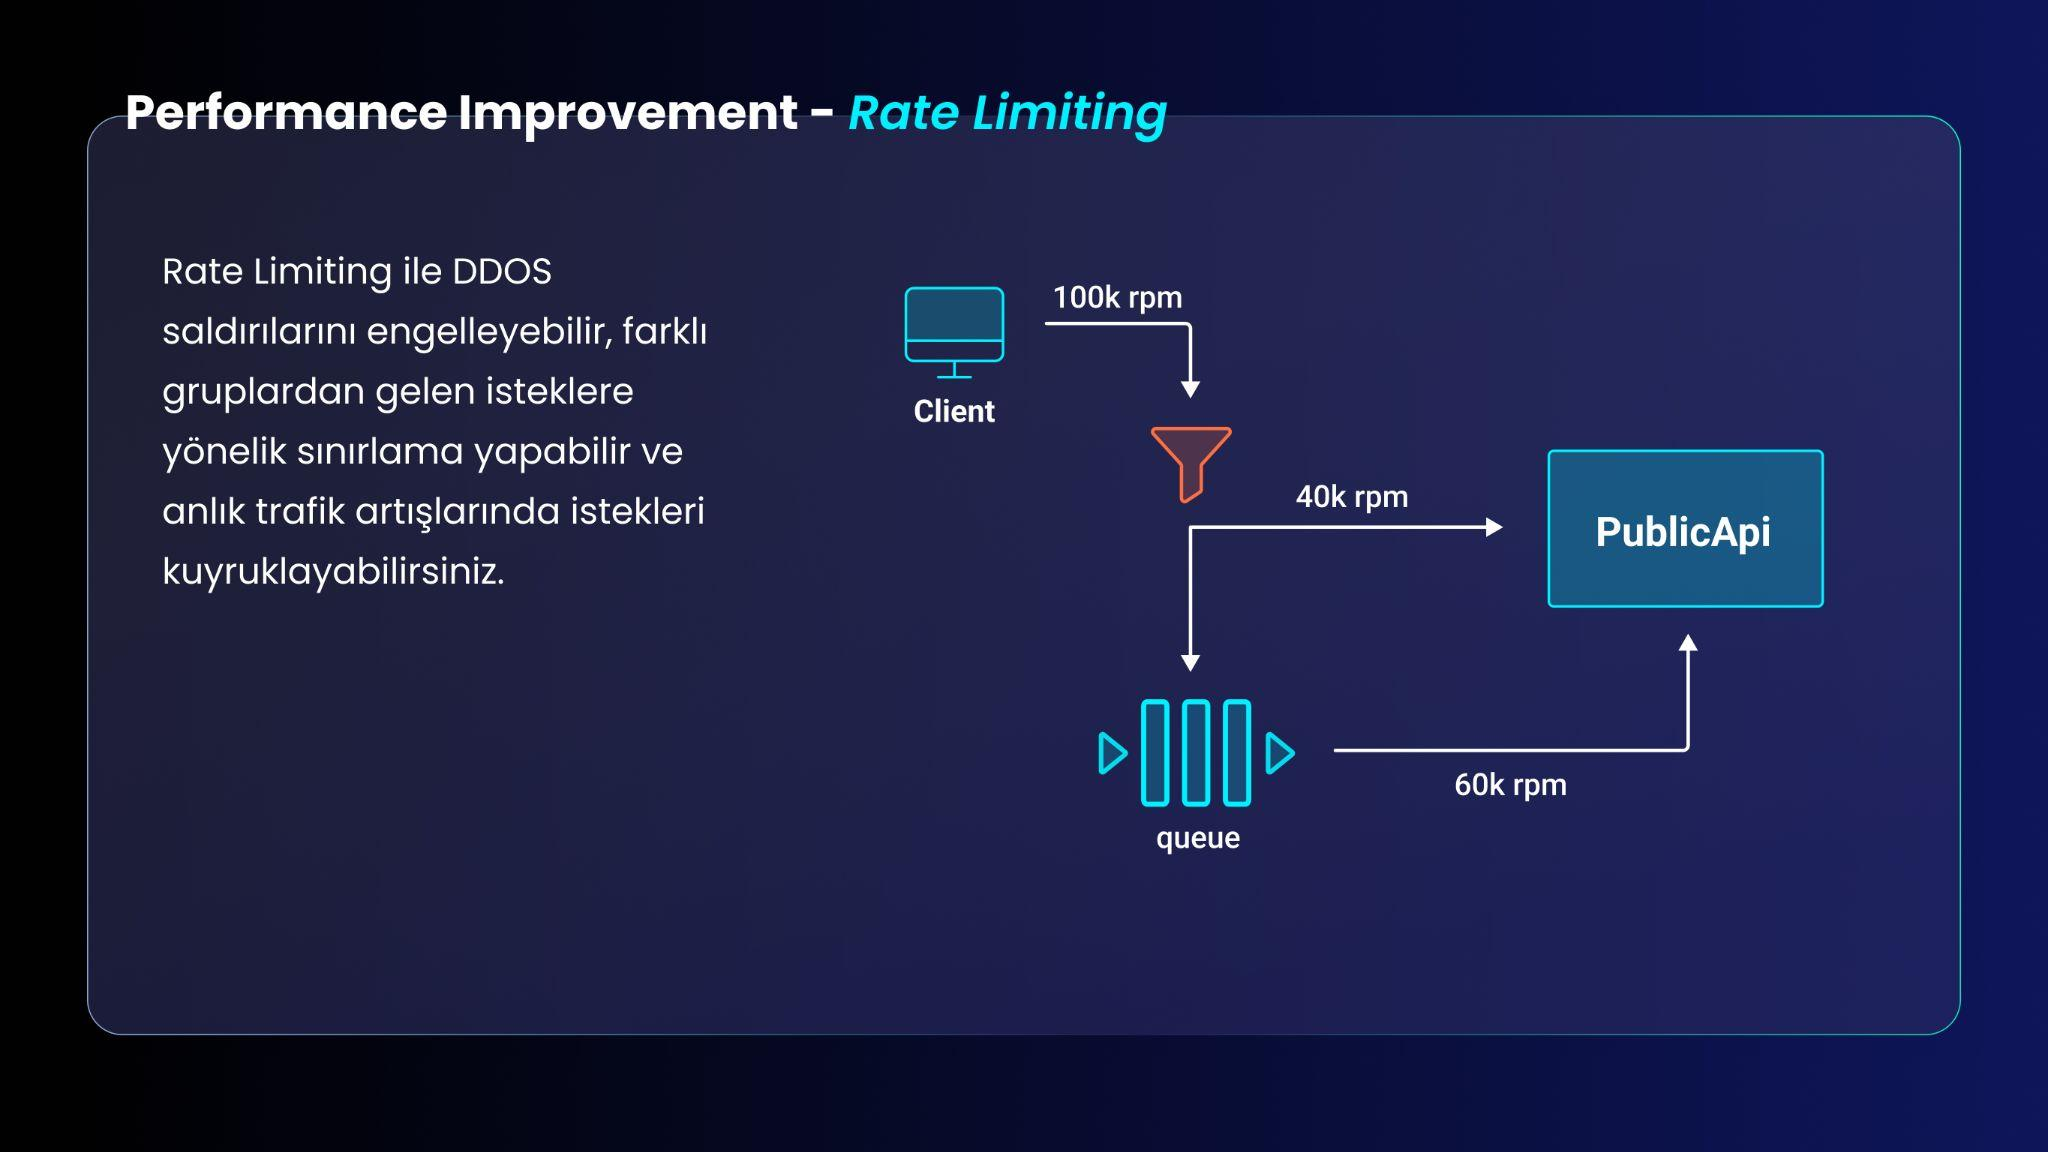 Performance Improvement - Rate Limiting
Rate Limiting ile DDOS
saldırılarını engelleyebilir, farklı
gruplardan gelen isteklere
yönelik sınırlama yapabilir ve
anlık trafik artışlarında istekleri
kuyruklayabilirsiniz.
100k rpm
Client
40k rpm
PublicApi
60k rpm
queue